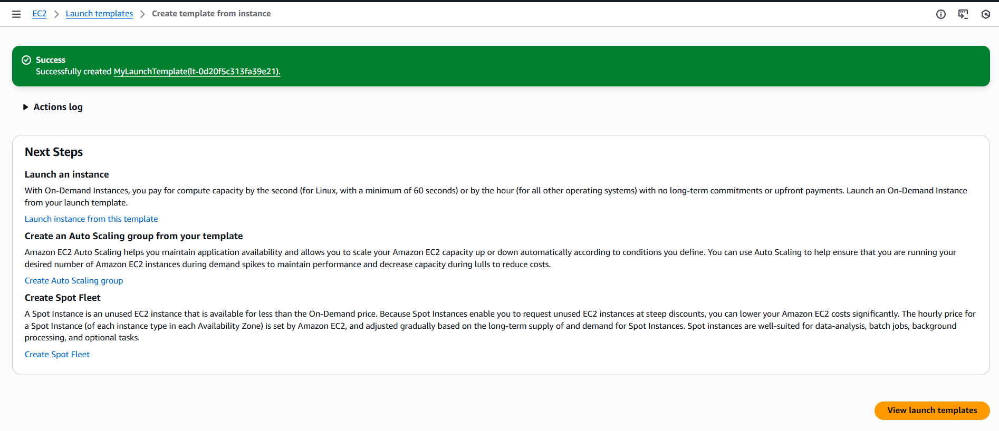 EC2 > Launch templates > Create template from instance
Success
Successfully created MyLaunchTemplate(lt-0d20f5c313fa39e21).
Actions log
Next Steps
Launch an instance
With On-Demand Instances, you pay for compute capacity by the second (for Linux, with a minimum of 60 seconds) or by the hour (for all other operating systems) with no long-term commitments or upfront payments. Launch an On-Demand Instance
from your launch template.
Launch instance from this template
Create an Auto Scaling group from your template
Amazon EC2 Auto Scaling helps you maintain application availability and allows you to scale your Amazon EC2 capacity up or down automatically according to conditions you define. You can use Auto Scaling to help ensure that you are running your
desired number of Amazon EC2 instances during demand spikes to maintain performance and decrease capacity during lulls to reduce costs.
Create Auto Scaling group
Create Spot Fleet
A Spot Instance is an unused EC2 instance that is available for less than the On-Demand price. Because Spot Instances enable you to request unused EC2 instances at steep discounts, you can lower your Amazon EC2 costs significantly. The hourly price for
a Spot Instance (of each instance type in each Availability Zone) is set by Amazon EC2, and adjusted gradually based on the long-term supply of and demand for Spot Instances. Spot instances are well-suited for data-analysis, batch jobs, background
processing, and optional tasks.
Create Spot Fleet
View launch templates